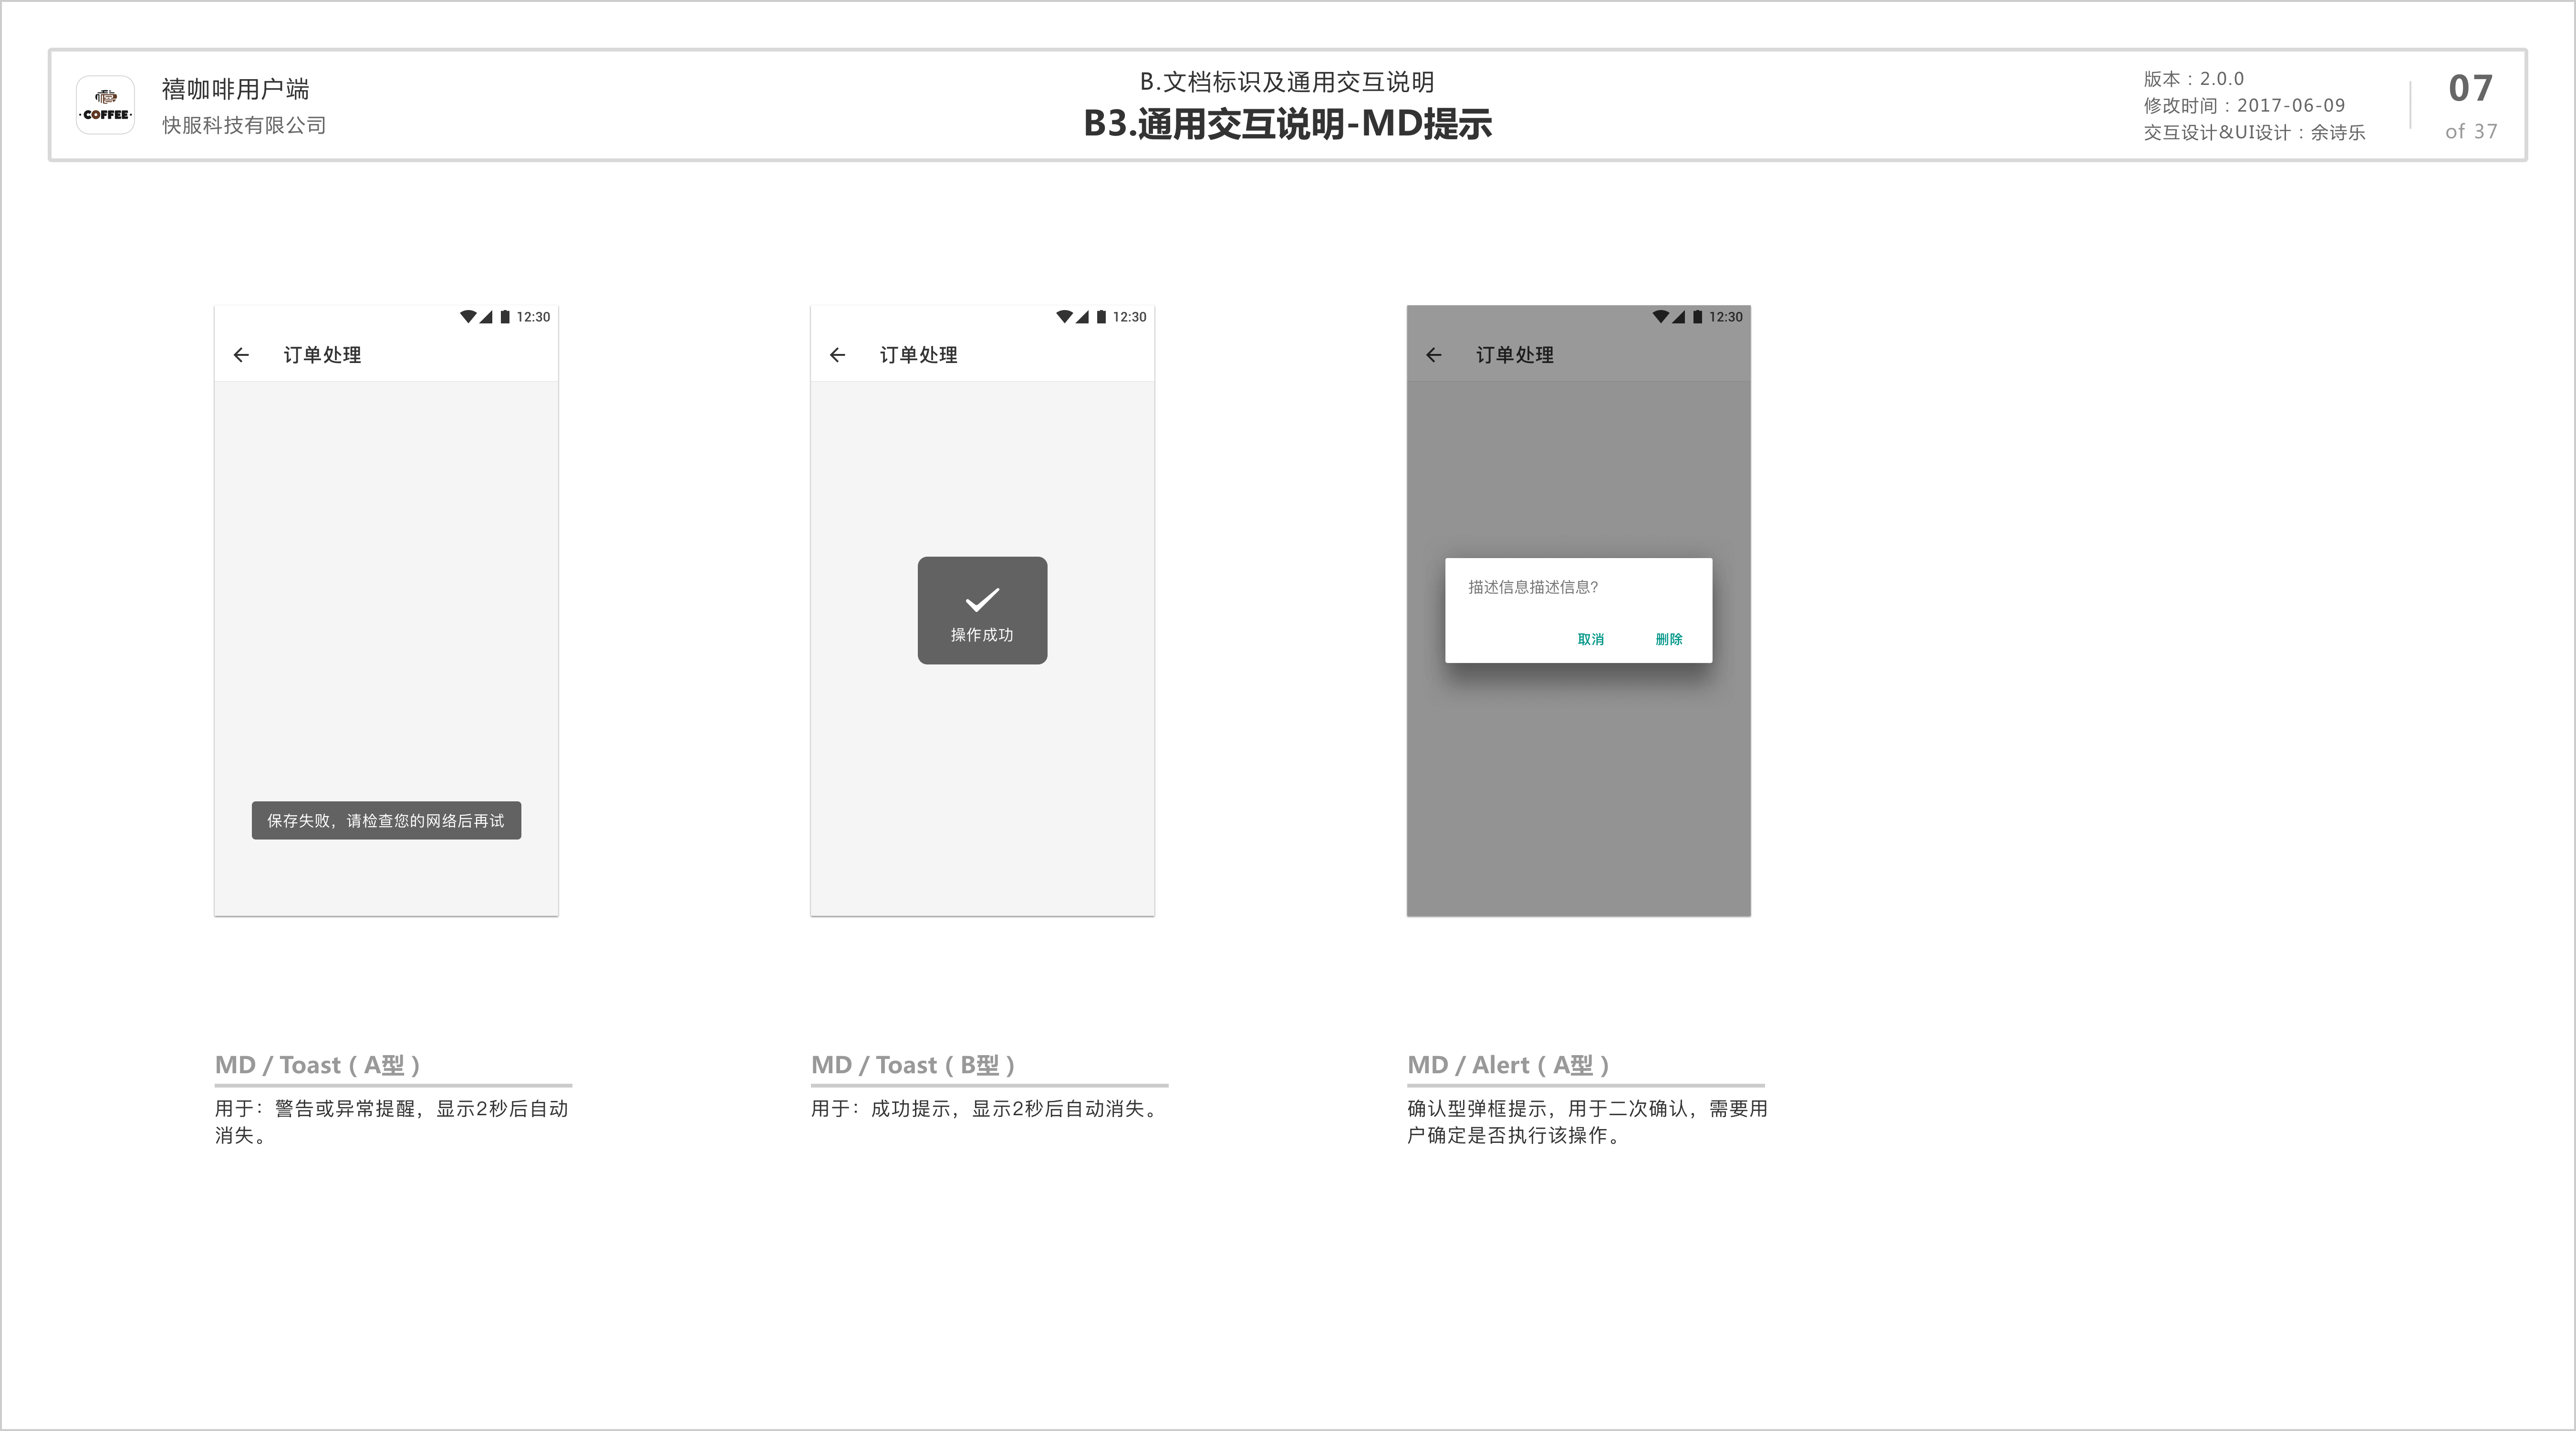 COFFEE
禧咖啡用户端
快服科技有限公司
B.文档标识及通用交互说明
B3.通用交互说明-MD提示
版本：2.0.0
修改时间：2017-06-09
交互设计&UI设计：余诗乐
07
of 37
12:30
订单处理
保存失败，请检查您的网络后再试
12:30
订单处理
操作成功
12:30
订单处理
描述信息描述信息?
取消
删除
MD / Toast（A型）
用于：警告或异常提醒，显示2秒后自动
消失。
MD / Toast（B型）
用于：成功提示，显示2秒后自动消失。
MD / Alert（A型）
确认型弹框提示，用于二次确认，需要用
户确定是否执行该操作。